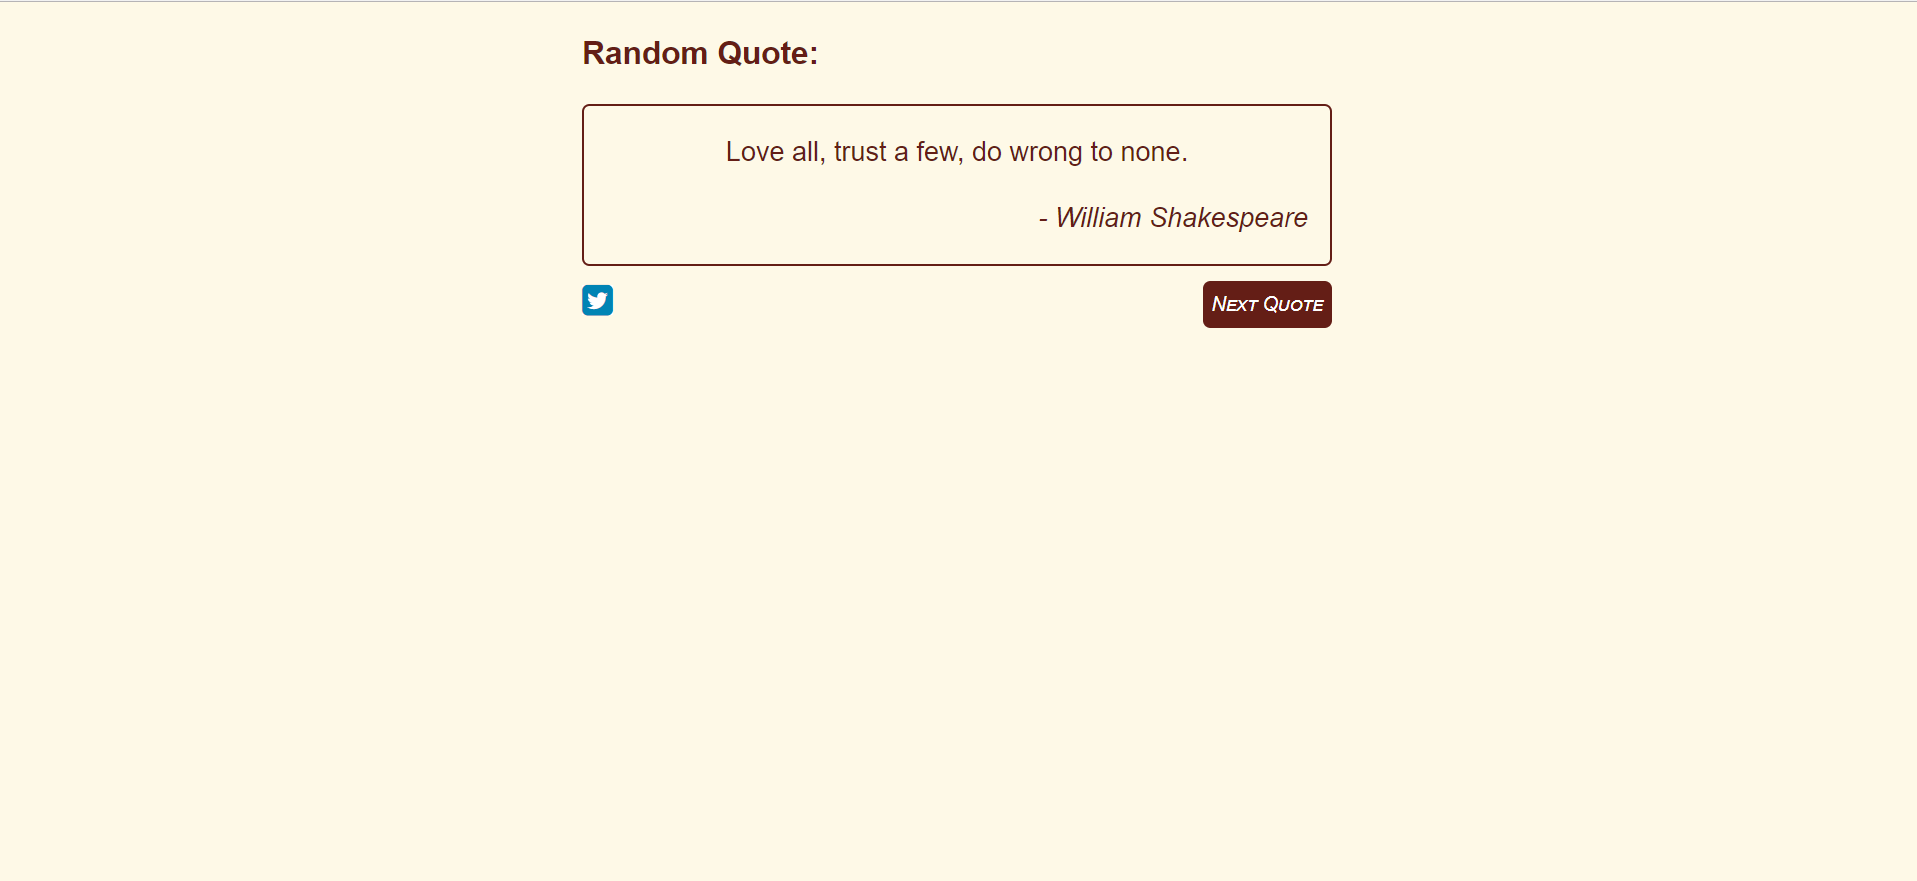 Random Quote:
Love all, trust a few, do wrong to none.
- William Shakespeare
Next Quote